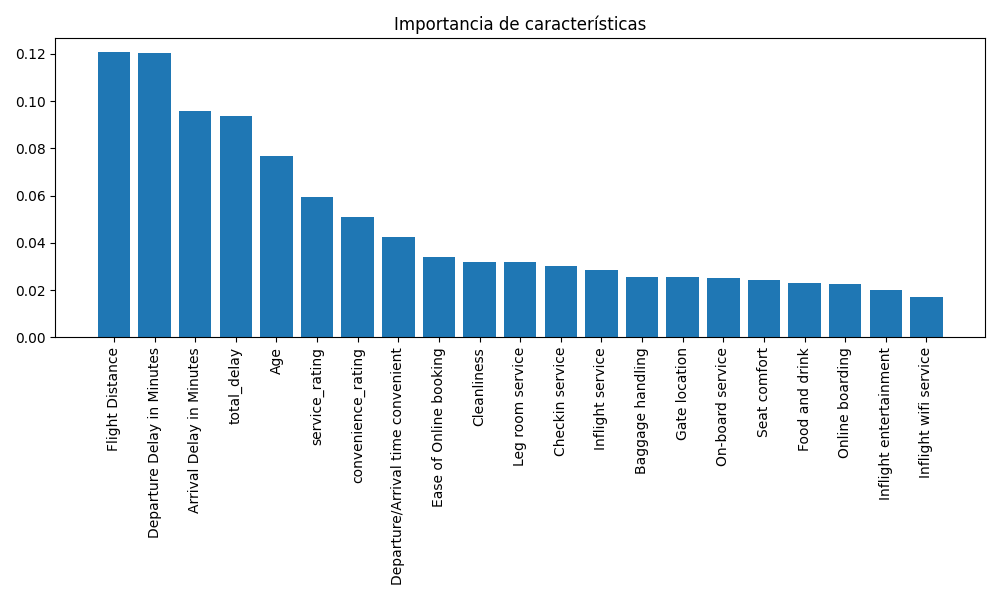 Importancia de características
0.12
0.10
0.08
0.06
0.04
0.02
0.00
Flight Distance
Departure Delay in Minutes
Arrival Delay in Minutes
total_delay
Age
service_rating
convenience_rating
Departure/Arrival time convenient
Ease of Online booking
Cleanliness
Leg room service
Checkin service
Inflight service
Baggage handling
Gate location
On-board service
Seat comfort
Food and drink
Online boarding
Inflight entertainment
Inflight wifi service